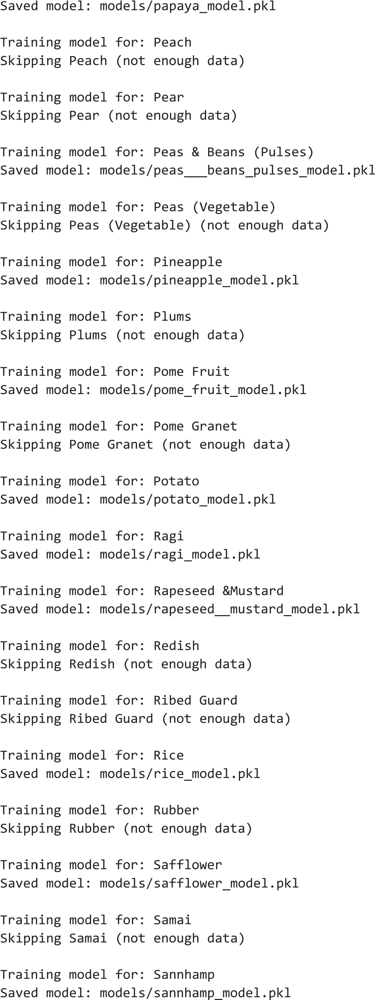 Saved model: models/papaya_model.pkl
Training model for: Peach
Skipping Peach (not enough data)
Training model for: Pear
Skipping Pear (not enough data)
Training model for: Peas & Beans (Pulses)
Saved model: models/peas___beans_pulses_model.pkl
Training model for: Peas (Vegetable)
Skipping Peas (Vegetable) (not enough data)
Training model for: Pineapple
Saved model: models/pineapple_model.pkl
Training model for: Plums
Skipping Plums (not enough data)
Training model for: Pome Fruit
Saved model: models/pome_fruit_model.pkl
Training model for: Pome Granet
Skipping Pome Granet (not enough data)
Training model for: Potato
Saved model: models/potato_model.pkl
Training model for: Ragi
Saved model: models/ragi_model.pkl
Training model for: Rapeseed &Mustard
Saved model: models/rapeseed__mustard_model.pkl
Training model for: Redish
Skipping Redish (not enough data)
Training model for: Ribed Guard
Skipping Ribed Guard (not enough data)
Training model for: Rice
Saved model: models/rice_model.pkl
Training model for: Rubber
Skipping Rubber (not enough data)
Training model for: Safflower
Saved model: models/safflower_model.pkl
Training model for: Samai
Skipping Samai (not enough data)
Training model for: Sannhamp
Saved model: models/sannhamp_model.pkl